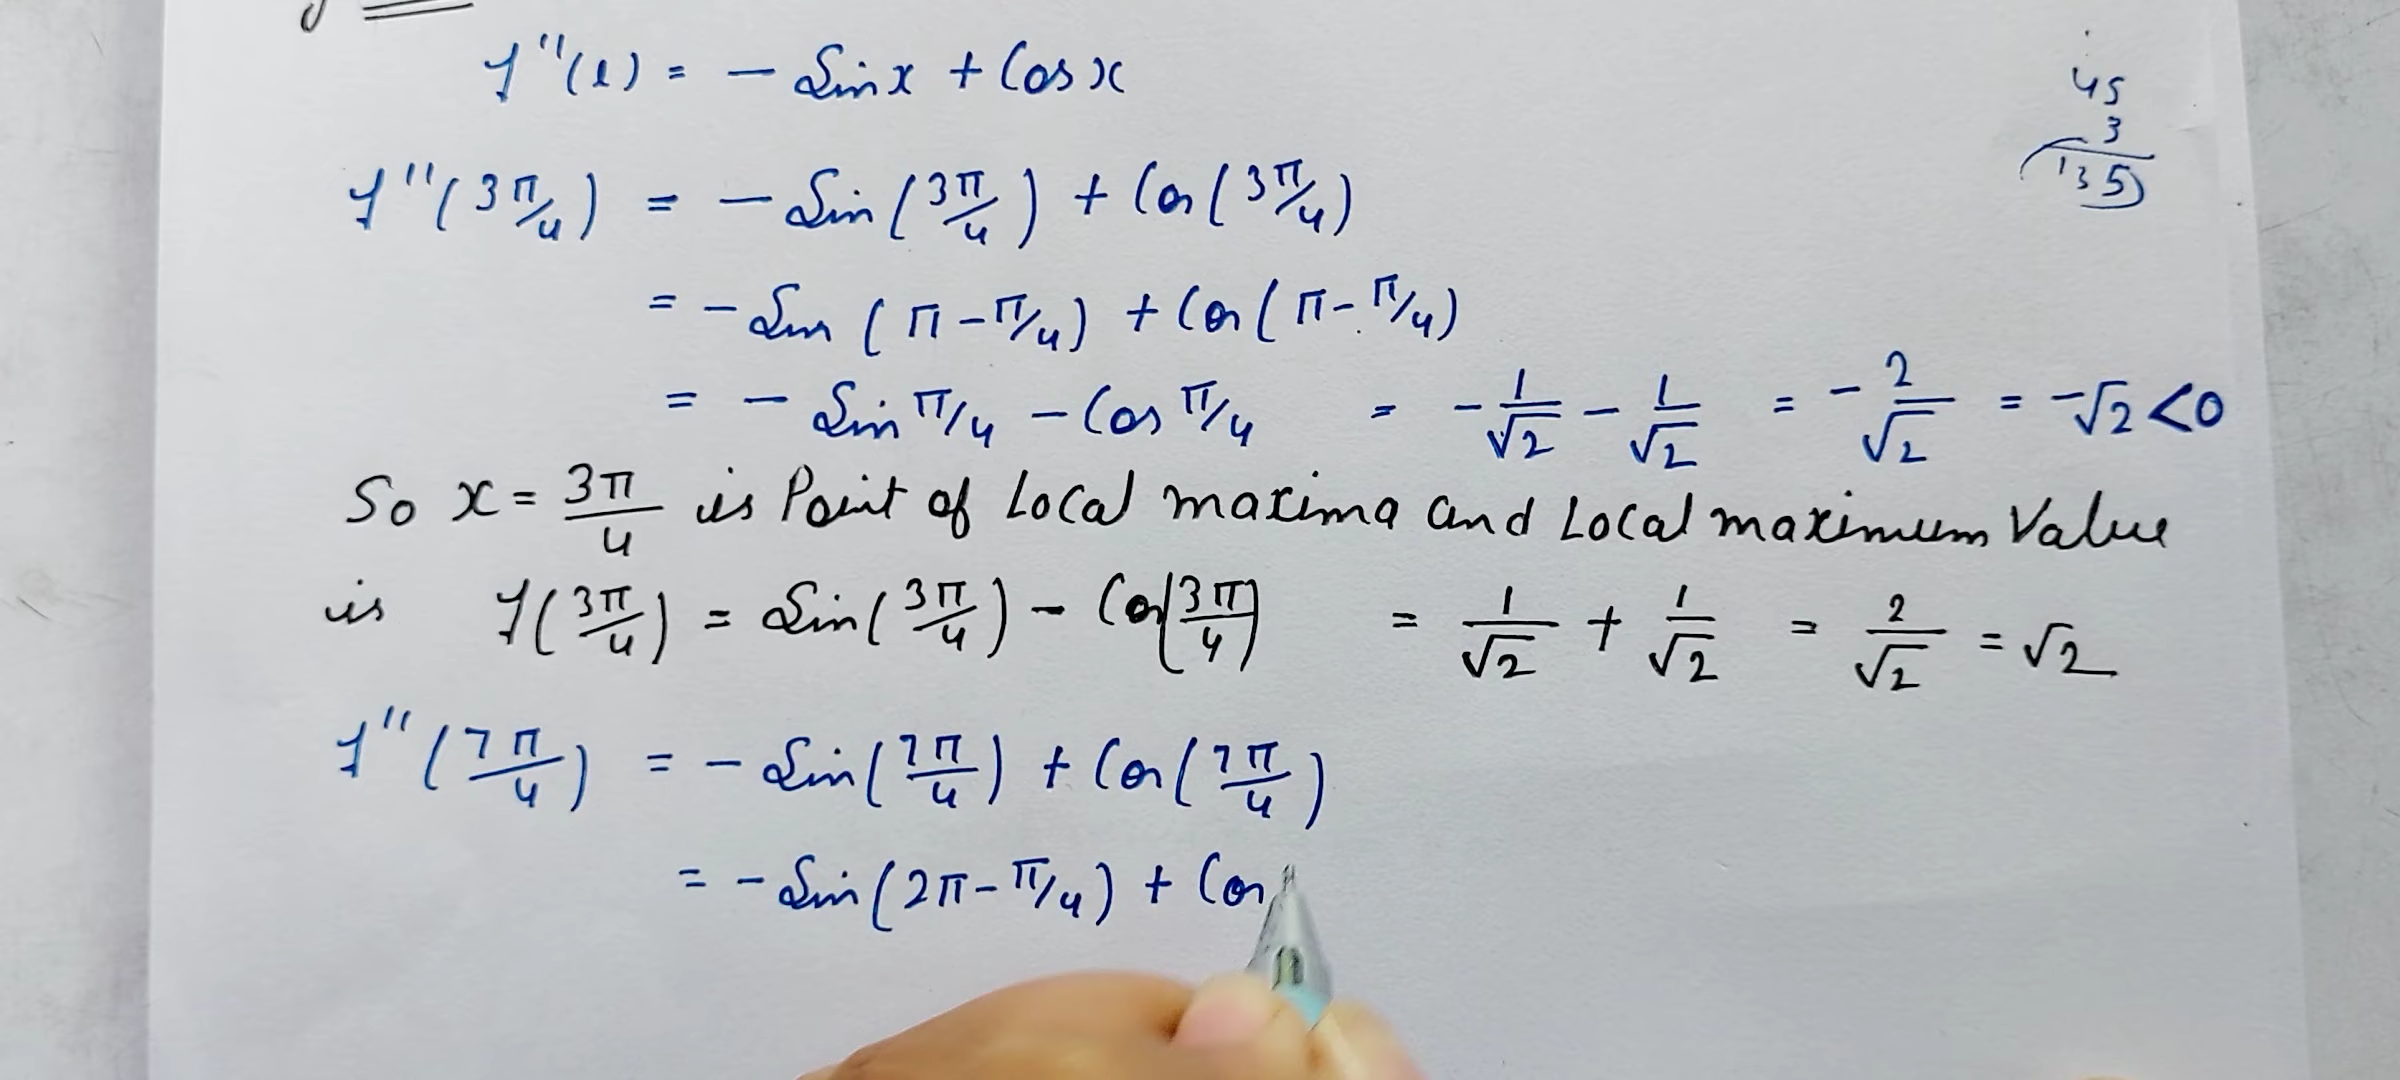 f''(x) = - Sin x + Cos x
45
3
135
f''(3π/4) = - Sin(3π/4) + Cos(3π/4)
= - Sin(π - π/4) + Cos(π - π/4)
= - Sin π/4 - Cos π/4 = - 1/√2 - 1/√2 = - 2/√2 = -√2 < 0
So x = 3π/4 is Point of Local maxima and Local maximum Value
is f(3π/4) = Sin(3π/4) - Cos(3π/4) = 1/√2 + 1/√2 = 2/√2 = √2
f''(7π/4) = - Sin(7π/4) + Cos(7π/4)
= - Sin(2π - π/4) + Cos